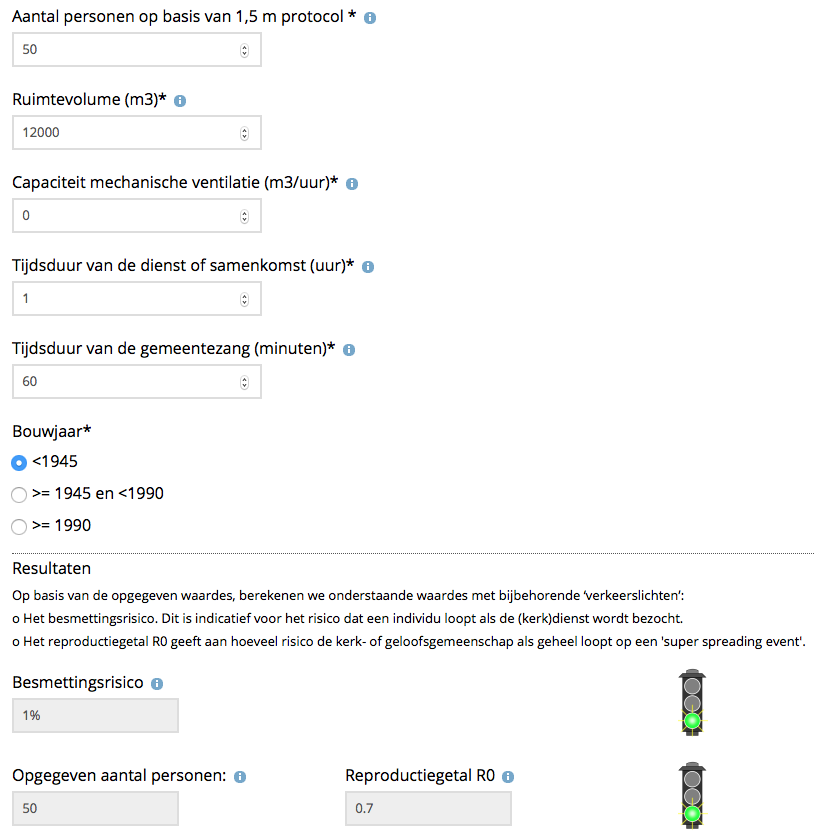 Aantal personen op basis van 1,5 m protocol * i
50
Ruimtevolume (m3)* i
12000
Capaciteit mechanische ventilatie (m3/uur)* i
0
Tijdsduur van de dienst of samenkomst (uur)* i
1
Tijdsduur van de gemeentezang (minuten)* i
60
Bouwjaar*
<1945
>= 1945 en <1990
>= 1990
Resultaten
Op basis van de opgegeven waardes, berekenen we onderstaande waardes met bijbehorende ‘verkeerslichten’:
o Het besmettingsrisico. Dit is indicatief voor het risico dat een individu loopt als de (kerk)dienst wordt bezocht.
o Het reproductiegetal R0 geeft aan hoeveel risico de kerk- of geloofsgemeenschap als geheel loopt op een 'super spreading event'.
Besmettingsrisico i
1%
Opgegeven aantal personen: i Reproductiegetal R0 i
50 0.7